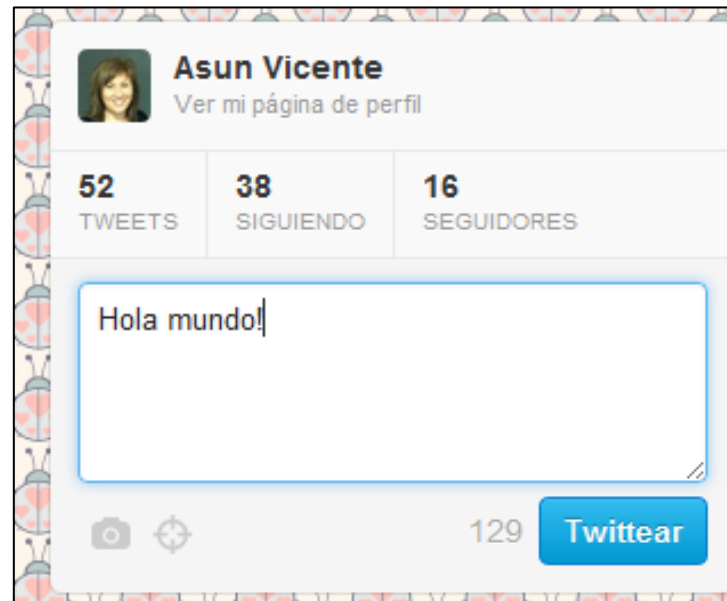 Asun Vicente
Ver mi página de perfil
52 38 16
TWEETS SIGUIENDO SEGUIDORES
Hola mundo!
129 Twittear